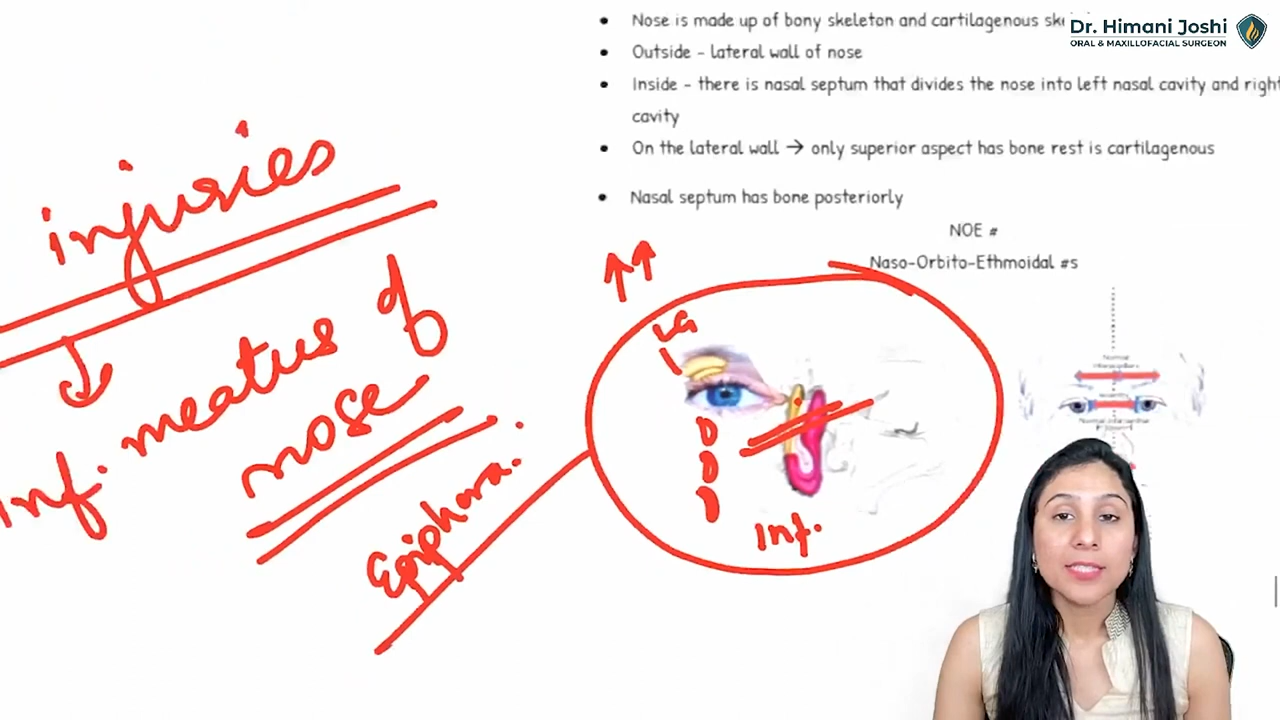 Nose is made up of bony skeleton and cartilagenous
Dr. Himani Joshi
ORAL & MAXILLOFACIAL SURGEON
Outside - lateral wall of nose
Inside - there is nasal septum that divides the nose into left nasal cavity and right
cavity
On the lateral wall → only superior aspect has bone rest is cartilagenous
Nasal septum has bone posteriorly
NOE #
Naso-Orbito-Ethmoidal #s
injuries
inf. meatus of
nose
Epiphora.
LG
Inf.
Normal